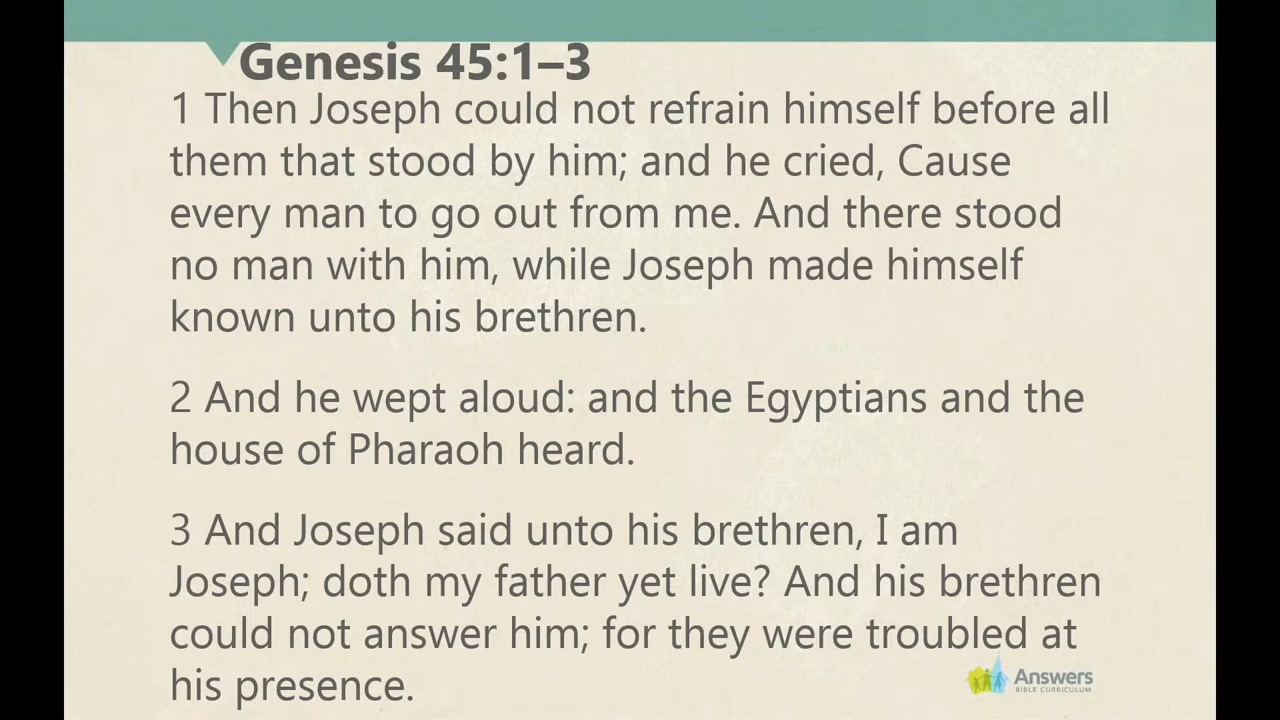 Genesis 45:1–3
1 Then Joseph could not refrain himself before all
them that stood by him; and he cried, Cause
every man to go out from me. And there stood
no man with him, while Joseph made himself
known unto his brethren.
2 And he wept aloud: and the Egyptians and the
house of Pharaoh heard.
3 And Joseph said unto his brethren, I am
Joseph; doth my father yet live? And his brethren
could not answer him; for they were troubled at
his presence.
Answers
BIBLE CURRICULUM